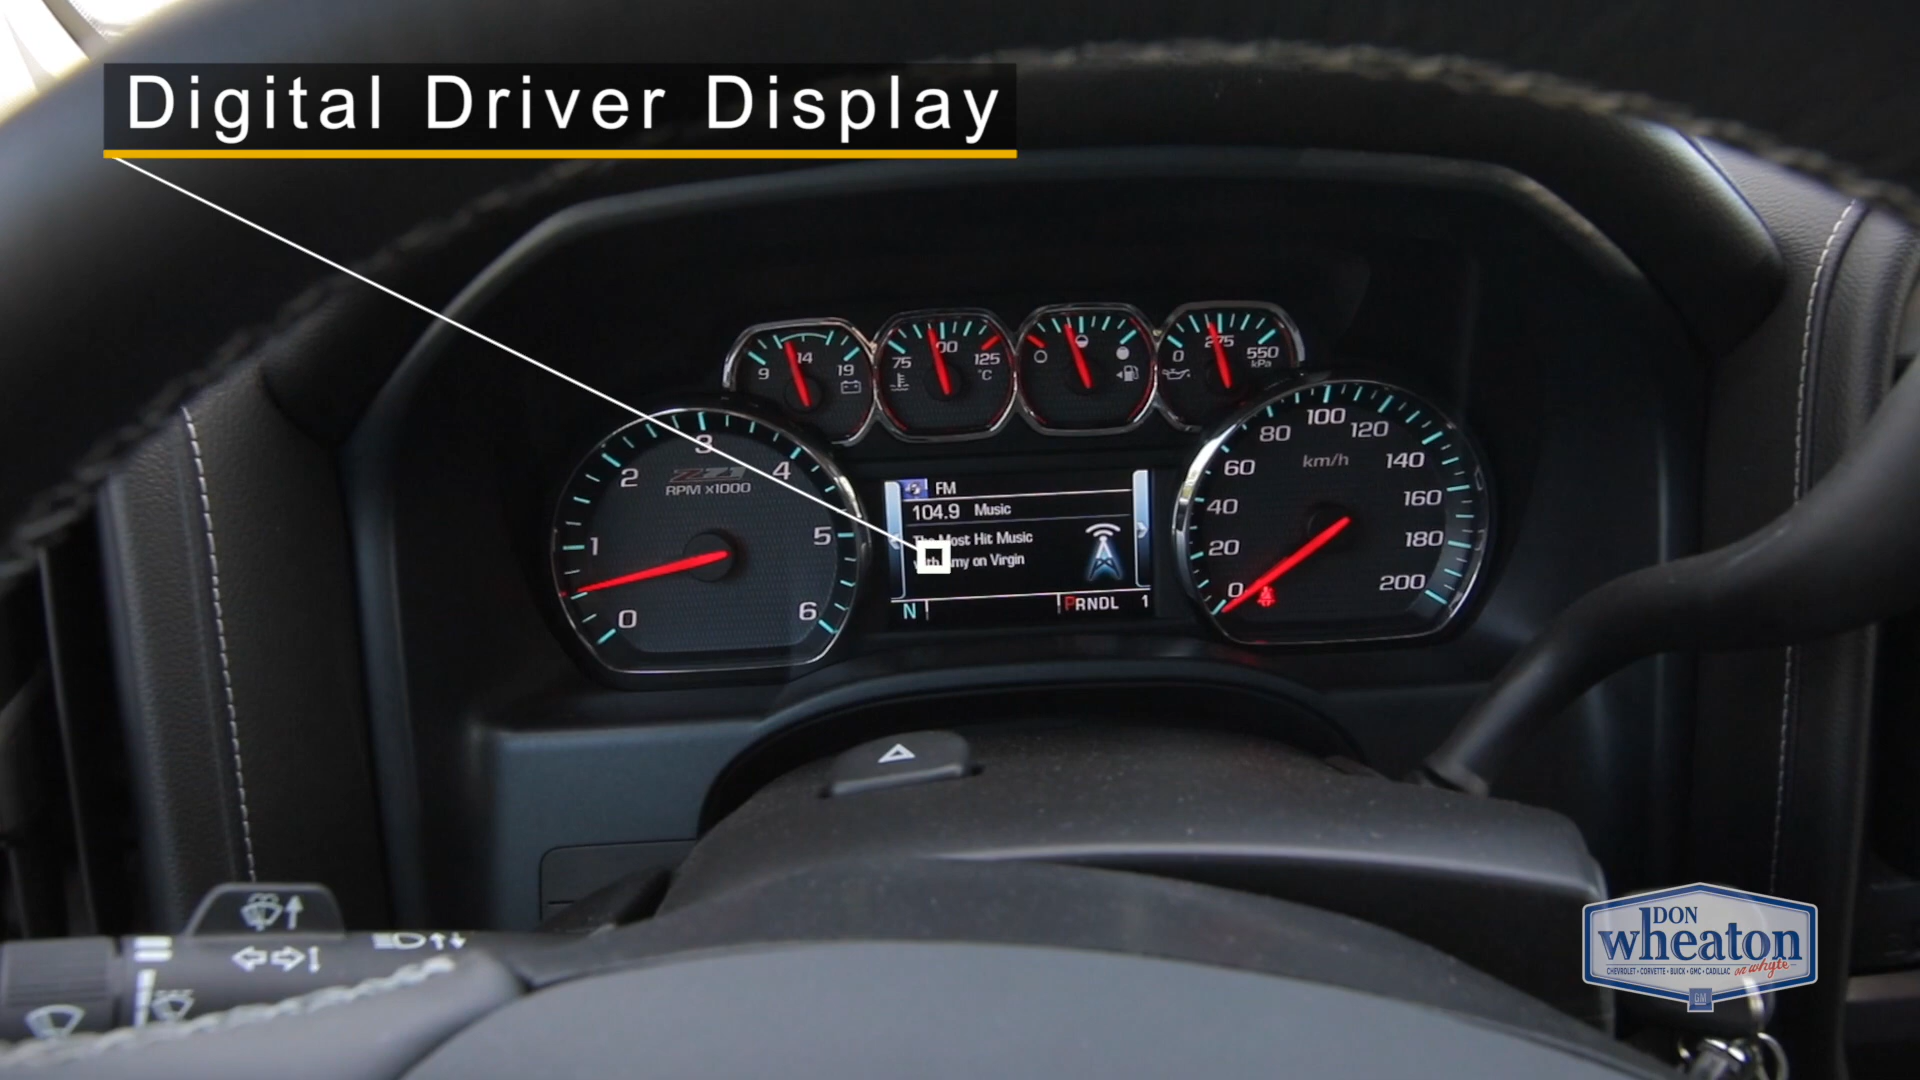 Digital Driver Display
9 14 19
75 100 125 °C
0 275 550 kPa
0 1 2 3 4 5 6
Z71
RPM x1000
FM
104.9 Music
The Most Hit Music
with Amy on Virgin
N PRNDL 1
0 20 40 60 80 100 120 140 160 180 200
km/h
DON
wheaton
CHEVROLET • CORVETTE • BUICK • GMC • CADILLAC on whyte
GM